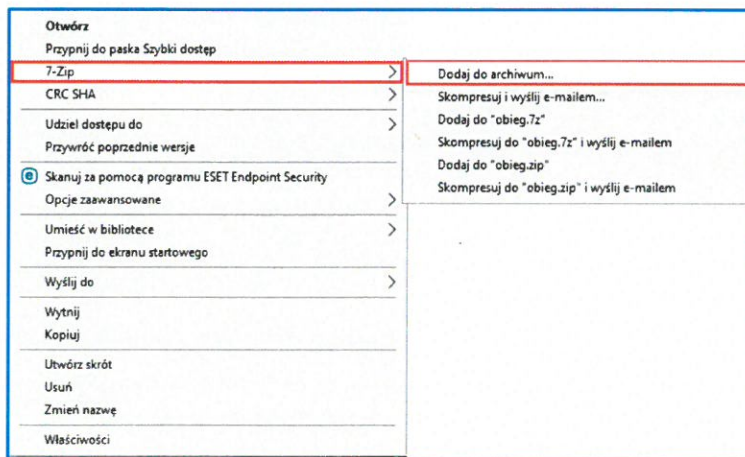 Otwórz
Przypnij do paska Szybki dostęp
7-Zip
CRC SHA
Udziel dostępu do
Przywróć poprzednie wersje
Skanuj za pomocą programu ESET Endpoint Security
Opcje zaawansowane
Umieść w bibliotece
Przypnij do ekranu startowego
Wyślij do
Wytnij
Kopiuj
Utwórz skrót
Usuń
Zmień nazwę
Właściwości
Dodaj do archiwum...
Skompresuj i wyślij e-mailem...
Dodaj do "obieg.7z"
Skompresuj do "obieg.7z" i wyślij e-mailem
Dodaj do "obieg.zip"
Skompresuj do "obieg.zip" i wyślij e-mailem